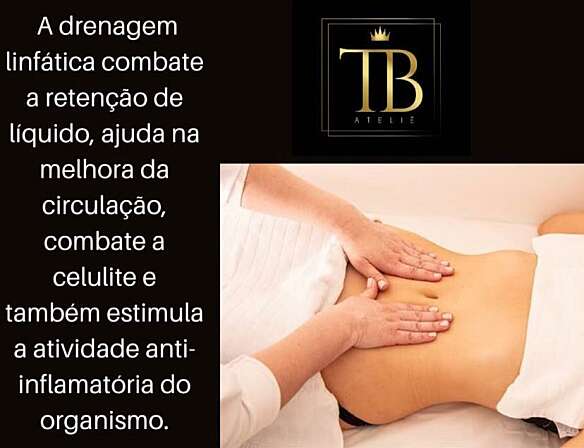 A drenagem
linfática combate
a retenção de
líquido, ajuda na
melhora da
circulação,
combate a
celulite e
também estimula
a atividade anti-
inflamatória do
organismo.
TB
ATELIÊ